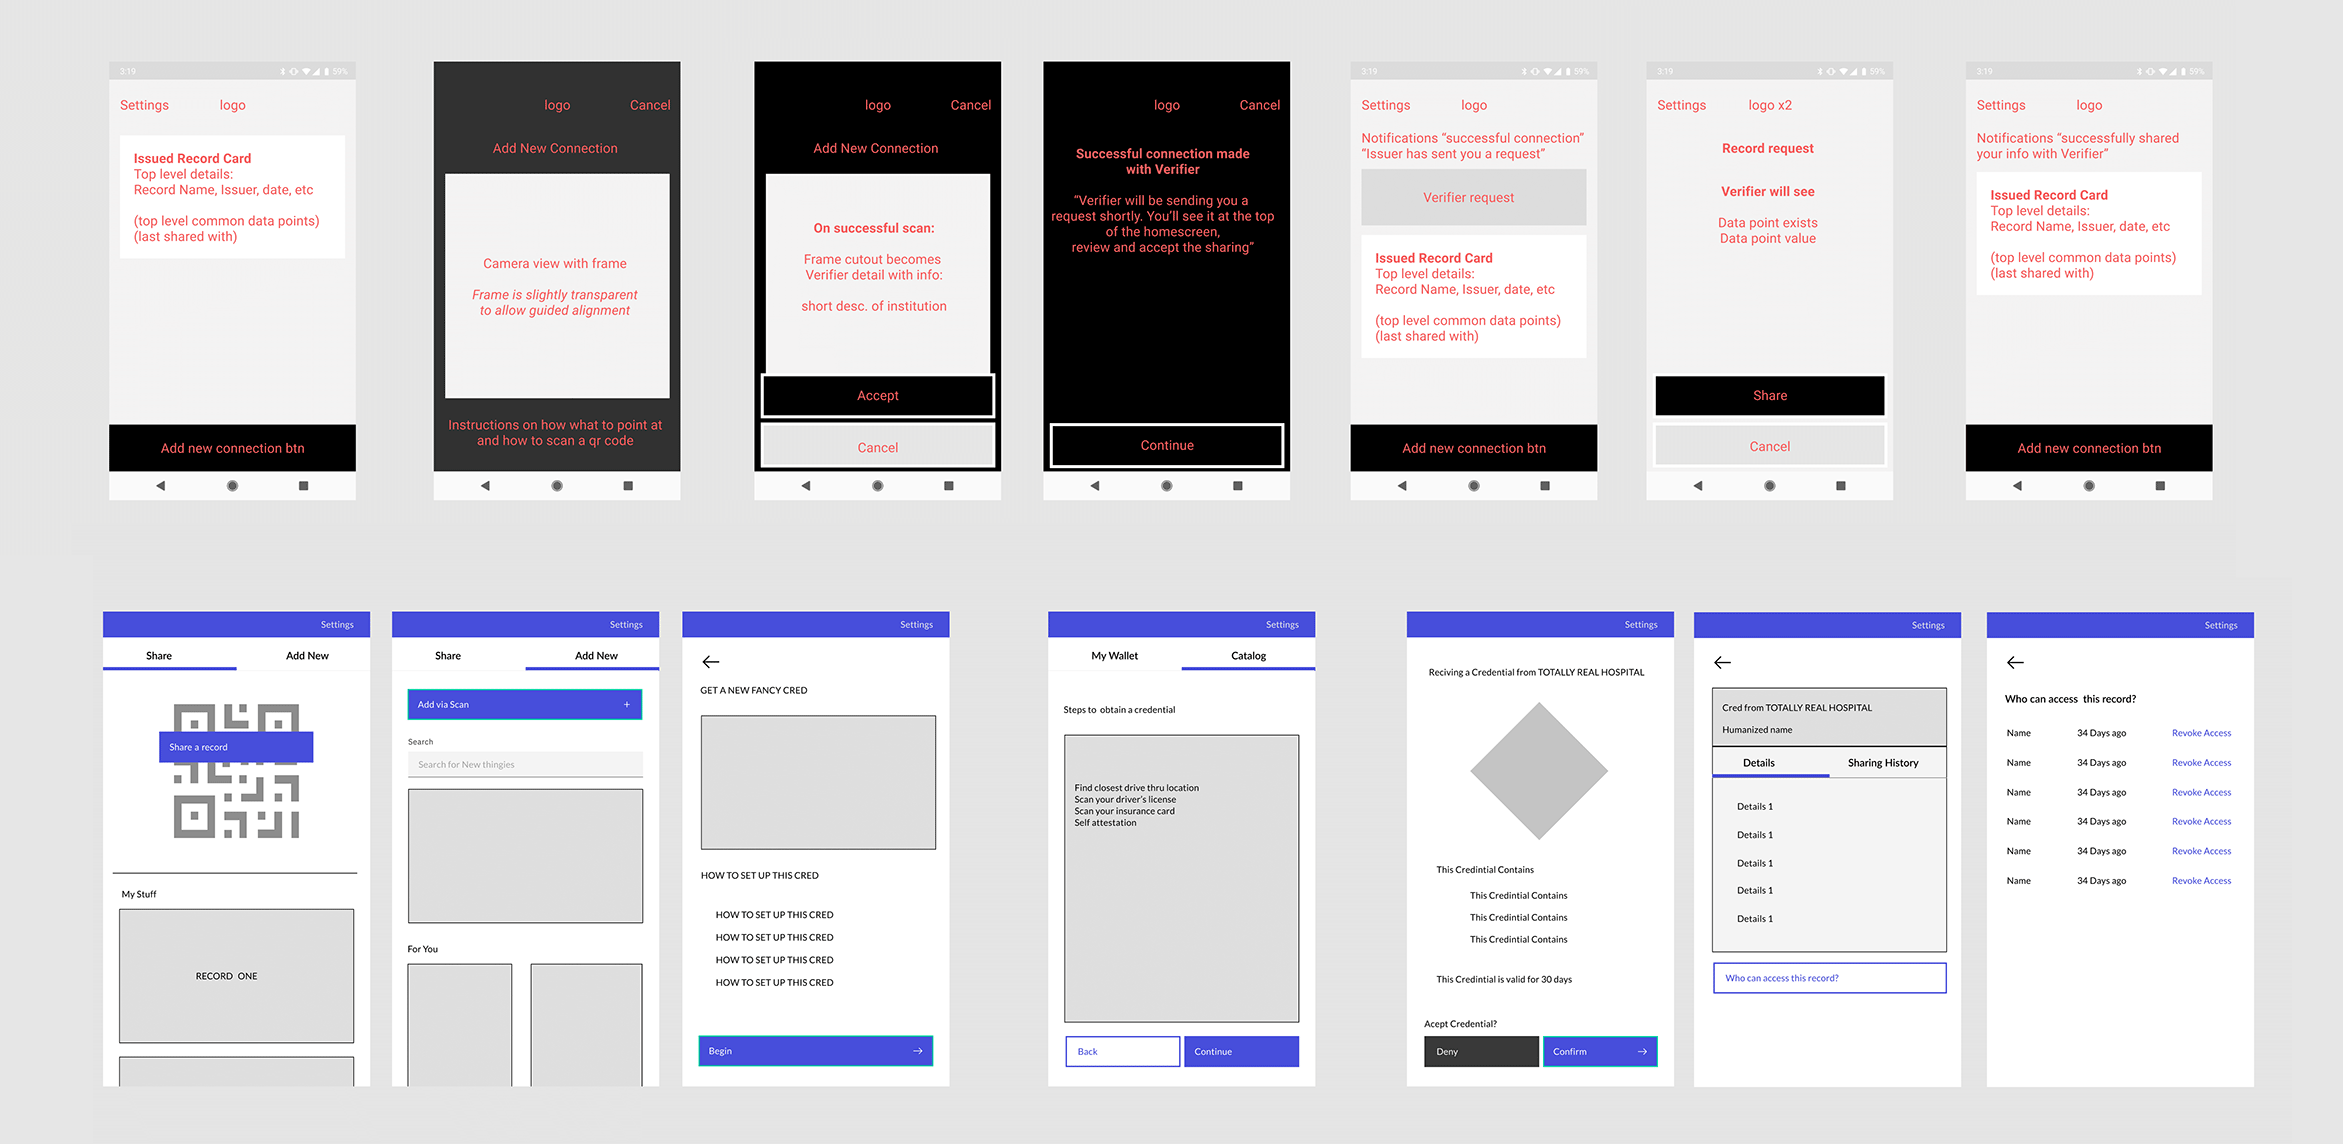 3:19
59%
Settings
logo
Issued Record Card
Top level details:
Record Name, Issuer, date, etc
(top level common data points)
(last shared with)
Add new connection btn
logo
Cancel
Add New Connection
Camera view with frame
Frame is slightly transparent
to allow guided alignment
Instructions on how what to point at
and how to scan a qr code
logo
Cancel
Add New Connection
On successful scan:
Frame cutout becomes
Verifier detail with info:
short desc. of institution
Accept
Cancel
logo
Cancel
Successful connection made
with Verifier
“Verifier will be sending you a
request shortly. You’ll see it at the top
of the homescreen,
review and accept the sharing”
Continue
3:19
59%
Settings
logo
Notifications “successful connection”
“Issuer has sent you a request”
Verifier request
Issued Record Card
Top level details:
Record Name, Issuer, date, etc
(top level common data points)
(last shared with)
Add new connection btn
3:19
59%
Settings
logo x2
Record request
Verifier will see
Data point exists
Data point value
Share
Cancel
3:19
59%
Settings
logo
Notifications “successfully shared
your info with Verifier”
Issued Record Card
Top level details:
Record Name, Issuer, date, etc
(top level common data points)
(last shared with)
Add new connection btn
Settings
Share
Add New
Share a record
My Stuff
RECORD ONE
Settings
Share
Add New
Add via Scan
+
Search
Search for New thingies
For You
Settings
GET A NEW FANCY CRED
HOW TO SET UP THIS CRED
HOW TO SET UP THIS CRED
HOW TO SET UP THIS CRED
HOW TO SET UP THIS CRED
HOW TO SET UP THIS CRED
Begin
Settings
My Wallet
Catalog
Steps to obtain a credential
Find closest drive thru location
Scan your driver’s license
Scan your insurance card
Self attestation
Back
Continue
Settings
Reciving a Credential from TOTALLY REAL HOSPITAL
This Credintial Contains
This Credintial Contains
This Credintial Contains
This Credintial Contains
This Credintial is valid for 30 days
Acept Credential?
Deny
Confirm
Settings
Cred from TOTALLY REAL HOSPITAL
Humanized name
Details
Sharing History
Details 1
Details 1
Details 1
Details 1
Details 1
Who can access this record?
Settings
Who can access this record?
Name 34 Days ago Revoke Access
Name 34 Days ago Revoke Access
Name 34 Days ago Revoke Access
Name 34 Days ago Revoke Access
Name 34 Days ago Revoke Access
Name 34 Days ago Revoke Access